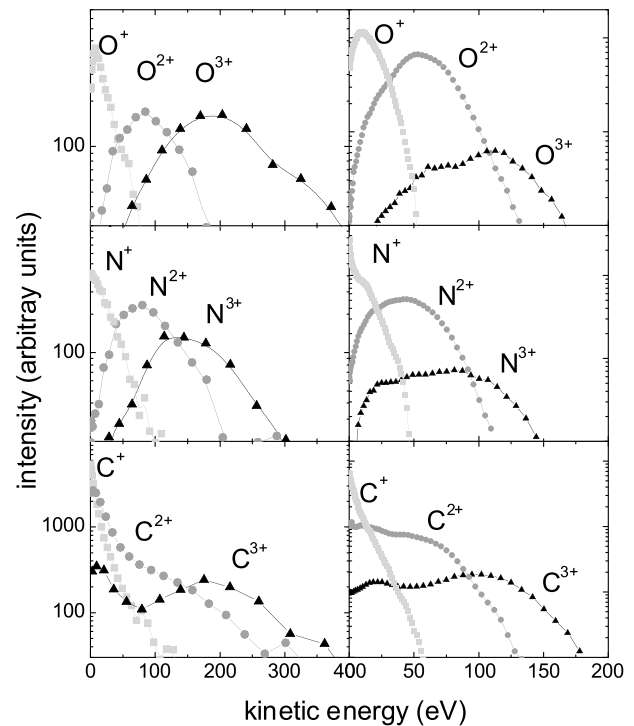 O+ O2+ O3+
O2+ O3+ O+
100
N+ N2+ N3+
N+ N2+ N3+
100
C+ C2+ C3+
C+ C2+ C3+
1000
100
0 100 200 300 400 0 50 100 150 200
kinetic energy (eV)
intensity (arbitray units)